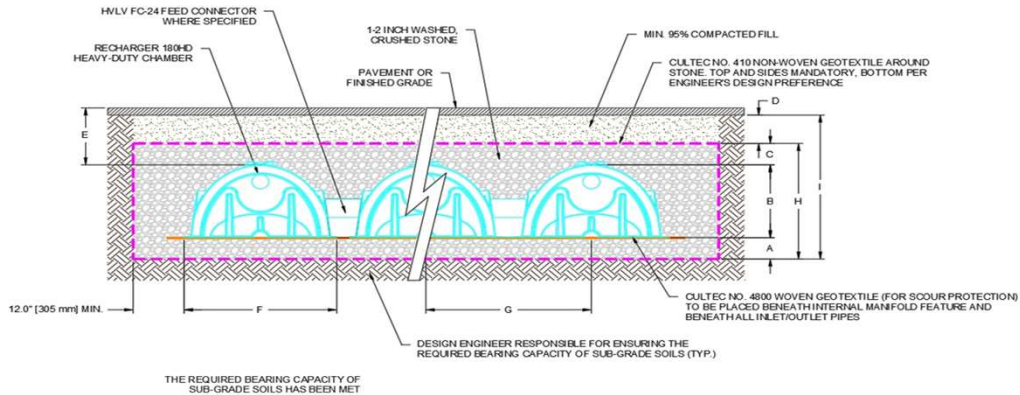 HVLV FC-24 FEED CONNECTOR
WHERE SPECIFIED
RECHARGER 180HD
HEAVY-DUTY CHAMBER
1-2 INCH WASHED,
CRUSHED STONE
PAVEMENT OR
FINISHED GRADE
MIN. 95% COMPACTED FILL
CULTEC NO. 410 NON-WOVEN GEOTEXTILE AROUND
STONE. TOP AND SIDES MANDATORY, BOTTOM PER
ENGINEER'S DESIGN PREFERENCE
D
E
C
B
H
I
A
12.0" [305 mm] MIN.
F
G
CULTEC NO. 4800 WOVEN GEOTEXTILE (FOR SCOUR PROTECTION)
TO BE PLACED BENEATH INTERNAL MANIFOLD FEATURE AND
BENEATH ALL INLET/OUTLET PIPES
DESIGN ENGINEER RESPONSIBLE FOR ENSURING THE
REQUIRED BEARING CAPACITY OF SUB-GRADE SOILS (TYP.)
THE REQUIRED BEARING CAPACITY OF
SUB-GRADE SOILS HAS BEEN MET